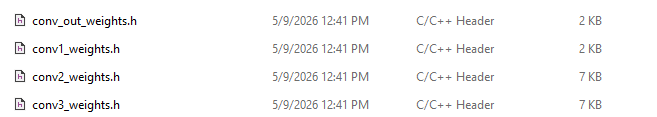 conv_out_weights.h 5/9/2026 12:41 PM C/C++ Header 2 KB
conv1_weights.h 5/9/2026 12:41 PM C/C++ Header 2 KB
conv2_weights.h 5/9/2026 12:41 PM C/C++ Header 7 KB
conv3_weights.h 5/9/2026 12:41 PM C/C++ Header 7 KB